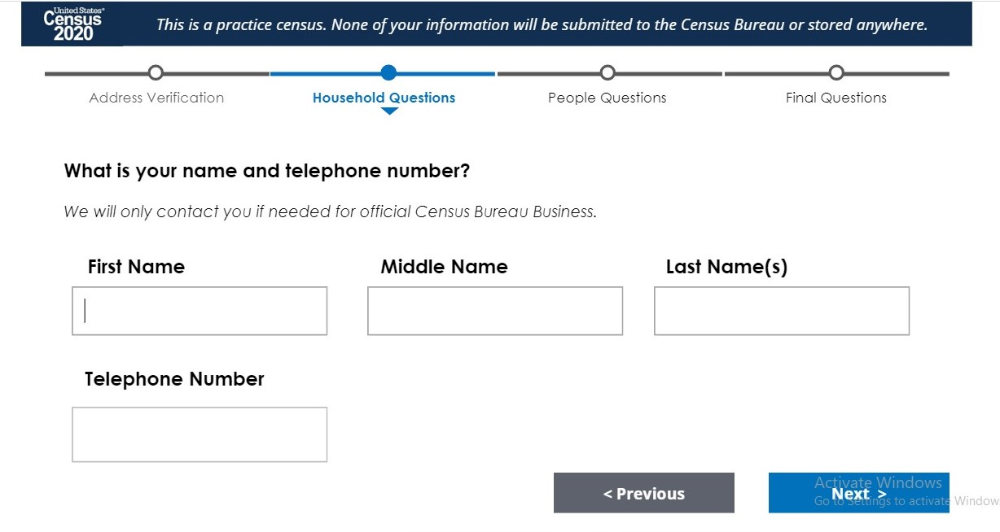 United States®
Census
2020
This is a practice census. None of your information will be submitted to the Census Bureau or stored anywhere.
Address Verification
Household Questions
People Questions
Final Questions
What is your name and telephone number?
We will only contact you if needed for official Census Bureau Business.
First Name
Middle Name
Last Name(s)
Telephone Number
< Previous
Next >
Activate Windows
Go to Settings to activate Window